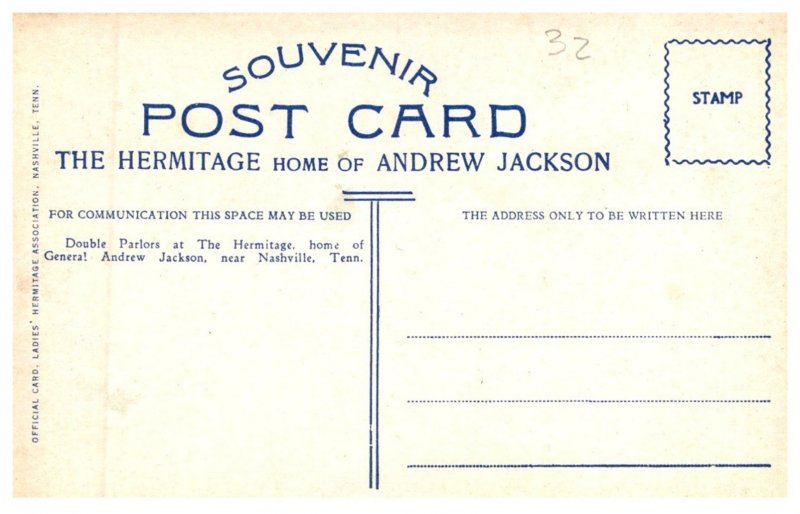 32
SOUVENIR
POST CARD
THE HERMITAGE HOME OF ANDREW JACKSON
STAMP
FOR COMMUNICATION THIS SPACE MAY BE USED
Double Parlors at The Hermitage, home of
General Andrew Jackson, near Nashville, Tenn.
THE ADDRESS ONLY TO BE WRITTEN HERE
OFFICIAL CARD, LADIES' HERMITAGE ASSOCIATION, NASHVILLE, TENN.